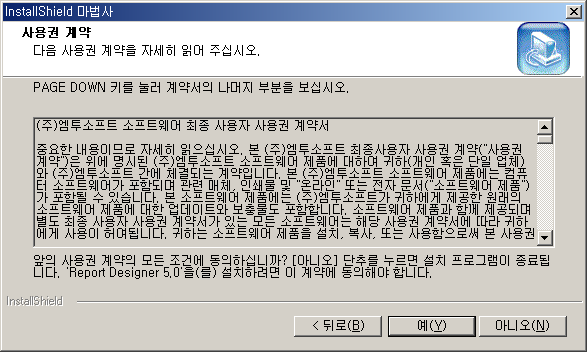 InstallShield 마법사
사용권 계약
다음 사용권 계약을 자세히 읽어 주십시오.
PAGE DOWN 키를 눌러 계약서의 나머지 부분을 보십시오.
(주)엠투소프트 소프트웨어 최종 사용자 사용권 계약서
중요한 내용이므로 자세히 읽으십시오. 본 (주)엠투소프트 최종사용자 사용권 계약("사용권
계약")은 위에 명시된 (주)엠투소프트 소프트웨어 제품에 대하여 귀하(개인 혹은 단일 업체)
와 (주)엠투소프트 간에 체결되는 계약입니다. 본 소프트웨어 제품에는 컴퓨
터 소프트웨어가 포함되며 관련 매체, 인쇄물 및 "온라인" 또는 전자 문서("소프트웨어 제품")
가 포함될 수 있습니다. 본 소프트웨어 제품에는 (주)엠투소프트가 귀하에게 제공한 원래의
소프트웨어 제품에 대한 업데이트와 보충물도 포함합니다. 소프트웨어 제품과 함께 제공되며
별도 최종 사용자 사용권 계약서가 있는 모든 소프트웨어는 해당 사용권 계약서에 따라 귀하
에게 사용이 허여됩니다. 귀하는 소프트웨어 제품을 설치, 복사, 또는 사용함으로써 본 사용권
앞의 사용권 계약의 모든 조건에 동의하십니까? [아니오] 단추를 누르면 설치 프로그램이 종료됩
니다. 'Report Designer 5.0'을(를) 설치하려면 이 계약에 동의해야 합니다.
InstallShield
< 뒤로(B)
예(Y)
아니오(N)